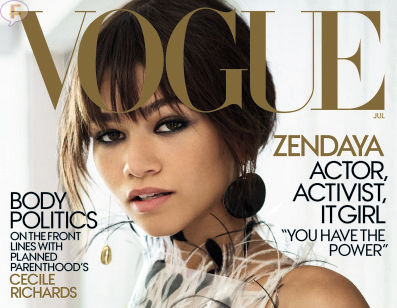 VOGUE
JUL
ZENDAYA
ACTOR,
ACTIVIST,
IT GIRL
“YOU HAVE THE
POWER”
BODY
POLITICS
ON THE FRONT
LINES WITH
PLANNED
PARENTHOOD’S
CECILE
RICHARDS